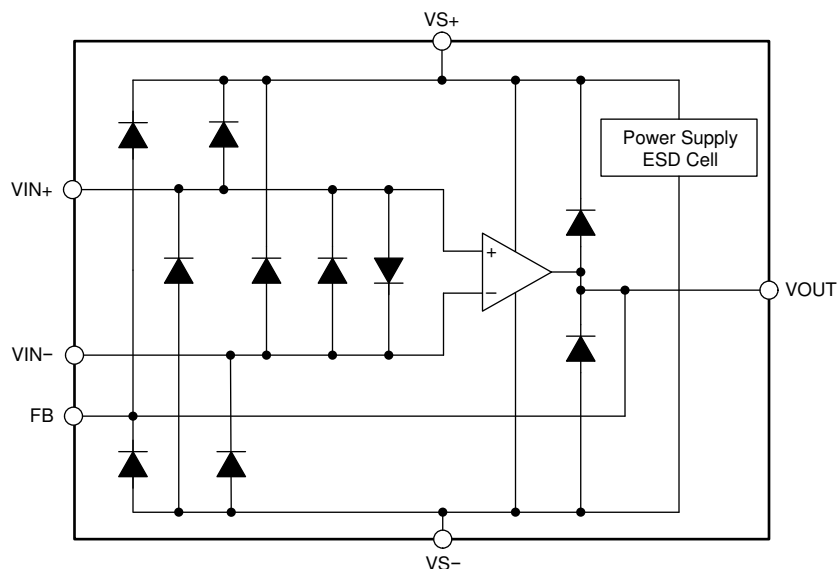 VS+
Power Supply
ESD Cell
VIN+
+
−
VOUT
VIN−
FB
VS−